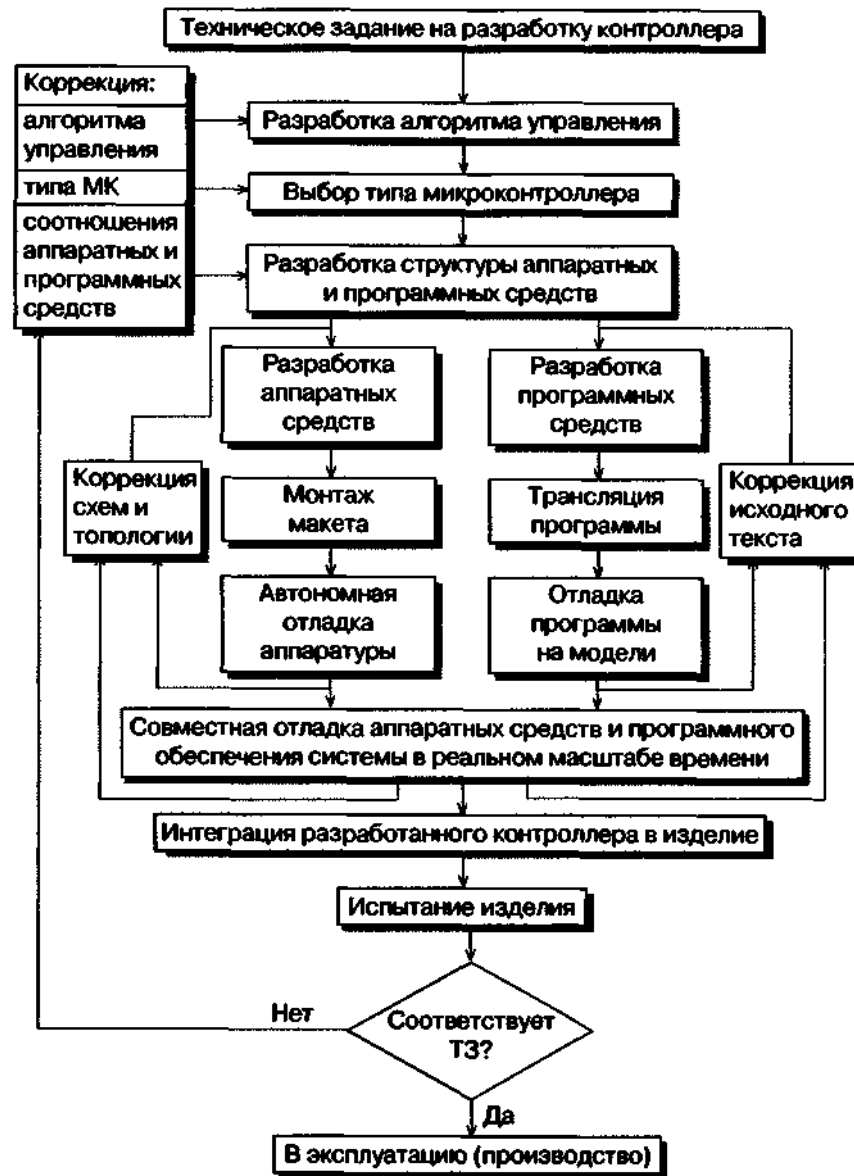 Техническое задание на разработку контроллера
Коррекция:
алгоритма
управления
типа МК
соотношения
аппаратных и
программных
средств
Разработка алгоритма управления
Выбор типа микроконтроллера
Разработка структуры аппаратных
и программных средств
Разработка
аппаратных
средств
Разработка
программных
средств
Коррекция
схем и
топологии
Монтаж
макета
Трансляция
программы
Коррекция
исходного
текста
Автономная
отладка
аппаратуры
Отладка
программы
на модели
Совместная отладка аппаратных средств и программного
обеспечения системы в реальном масштабе времени
Интеграция разработанного контроллера в изделие
Испытание изделия
Нет
Соответствует
ТЗ?
Да
В эксплуатацию (производство)